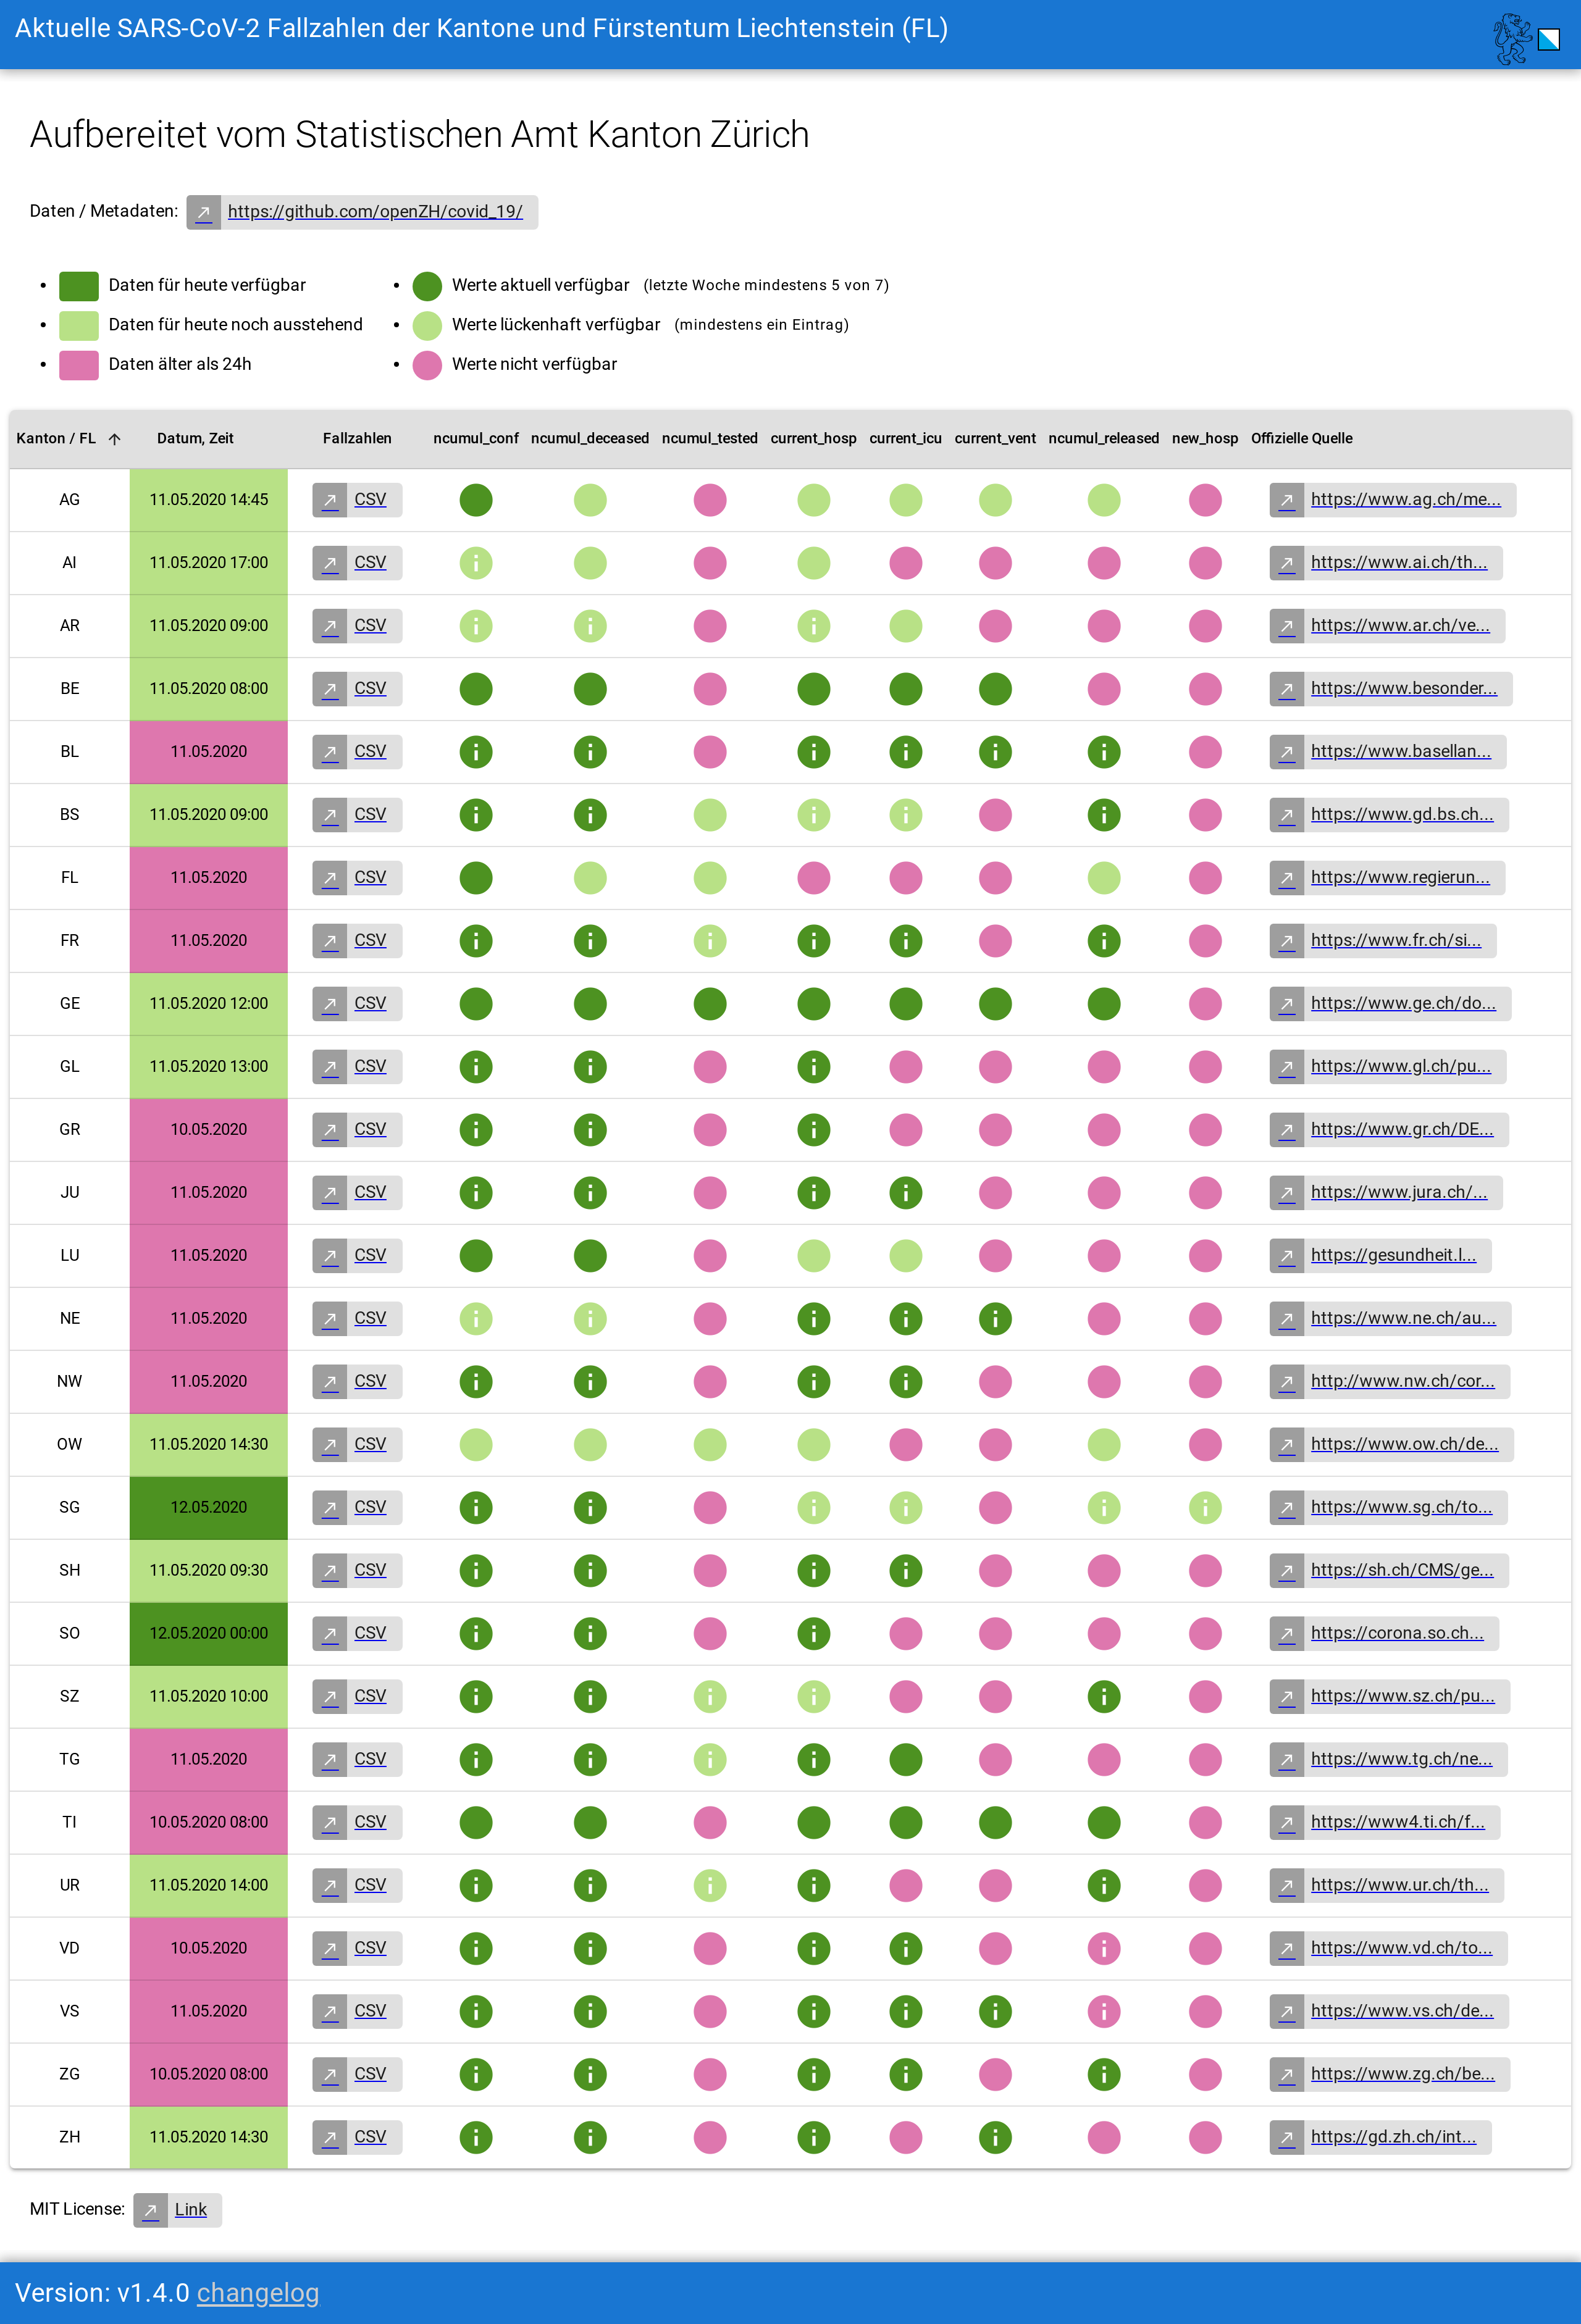 Aktuelle SARS-CoV-2 Fallzahlen der Kantone und Fürstentum Liechtenstein (FL)
Aufbereitet vom Statistischen Amt Kanton Zürich
Daten / Metadaten: https://github.com/openZH/covid_19/
Daten für heute verfügbar Werte aktuell verfügbar (letzte Woche mindestens 5 von 7)
Daten für heute noch ausstehend Werte lückenhaft verfügbar (mindestens ein Eintrag)
Daten älter als 24h Werte nicht verfügbar
Kanton / FL Datum, Zeit Fallzahlen ncumul_conf ncumul_deceased ncumul_tested current_hosp current_icu current_vent ncumul_released new_hosp Offizielle Quelle
AG 11.05.2020 14:45 CSV https://www.ag.ch/me...
AI 11.05.2020 17:00 CSV https://www.ai.ch/th...
AR 11.05.2020 09:00 CSV https://www.ar.ch/ve...
BE 11.05.2020 08:00 CSV https://www.besonder...
BL 11.05.2020 CSV https://www.basellan...
BS 11.05.2020 09:00 CSV https://www.gd.bs.ch...
FL 11.05.2020 CSV https://www.regierun...
FR 11.05.2020 CSV https://www.fr.ch/si...
GE 11.05.2020 12:00 CSV https://www.ge.ch/do...
GL 11.05.2020 13:00 CSV https://www.gl.ch/pu...
GR 10.05.2020 CSV https://www.gr.ch/DE...
JU 11.05.2020 CSV https://www.jura.ch/...
LU 11.05.2020 CSV https://gesundheit.l...
NE 11.05.2020 CSV https://www.ne.ch/au...
NW 11.05.2020 CSV http://www.nw.ch/cor...
OW 11.05.2020 14:30 CSV https://www.ow.ch/de...
SG 12.05.2020 CSV https://www.sg.ch/to...
SH 11.05.2020 09:30 CSV https://sh.ch/CMS/ge...
SO 12.05.2020 00:00 CSV https://corona.so.ch...
SZ 11.05.2020 10:00 CSV https://www.sz.ch/pu...
TG 11.05.2020 CSV https://www.tg.ch/ne...
TI 10.05.2020 08:00 CSV https://www4.ti.ch/f...
UR 11.05.2020 14:00 CSV https://www.ur.ch/th...
VD 10.05.2020 CSV https://www.vd.ch/to...
VS 11.05.2020 CSV https://www.vs.ch/de...
ZG 10.05.2020 08:00 CSV https://www.zg.ch/be...
ZH 11.05.2020 14:30 CSV https://gd.zh.ch/int...
MIT License: Link
Version: v1.4.0 changelog